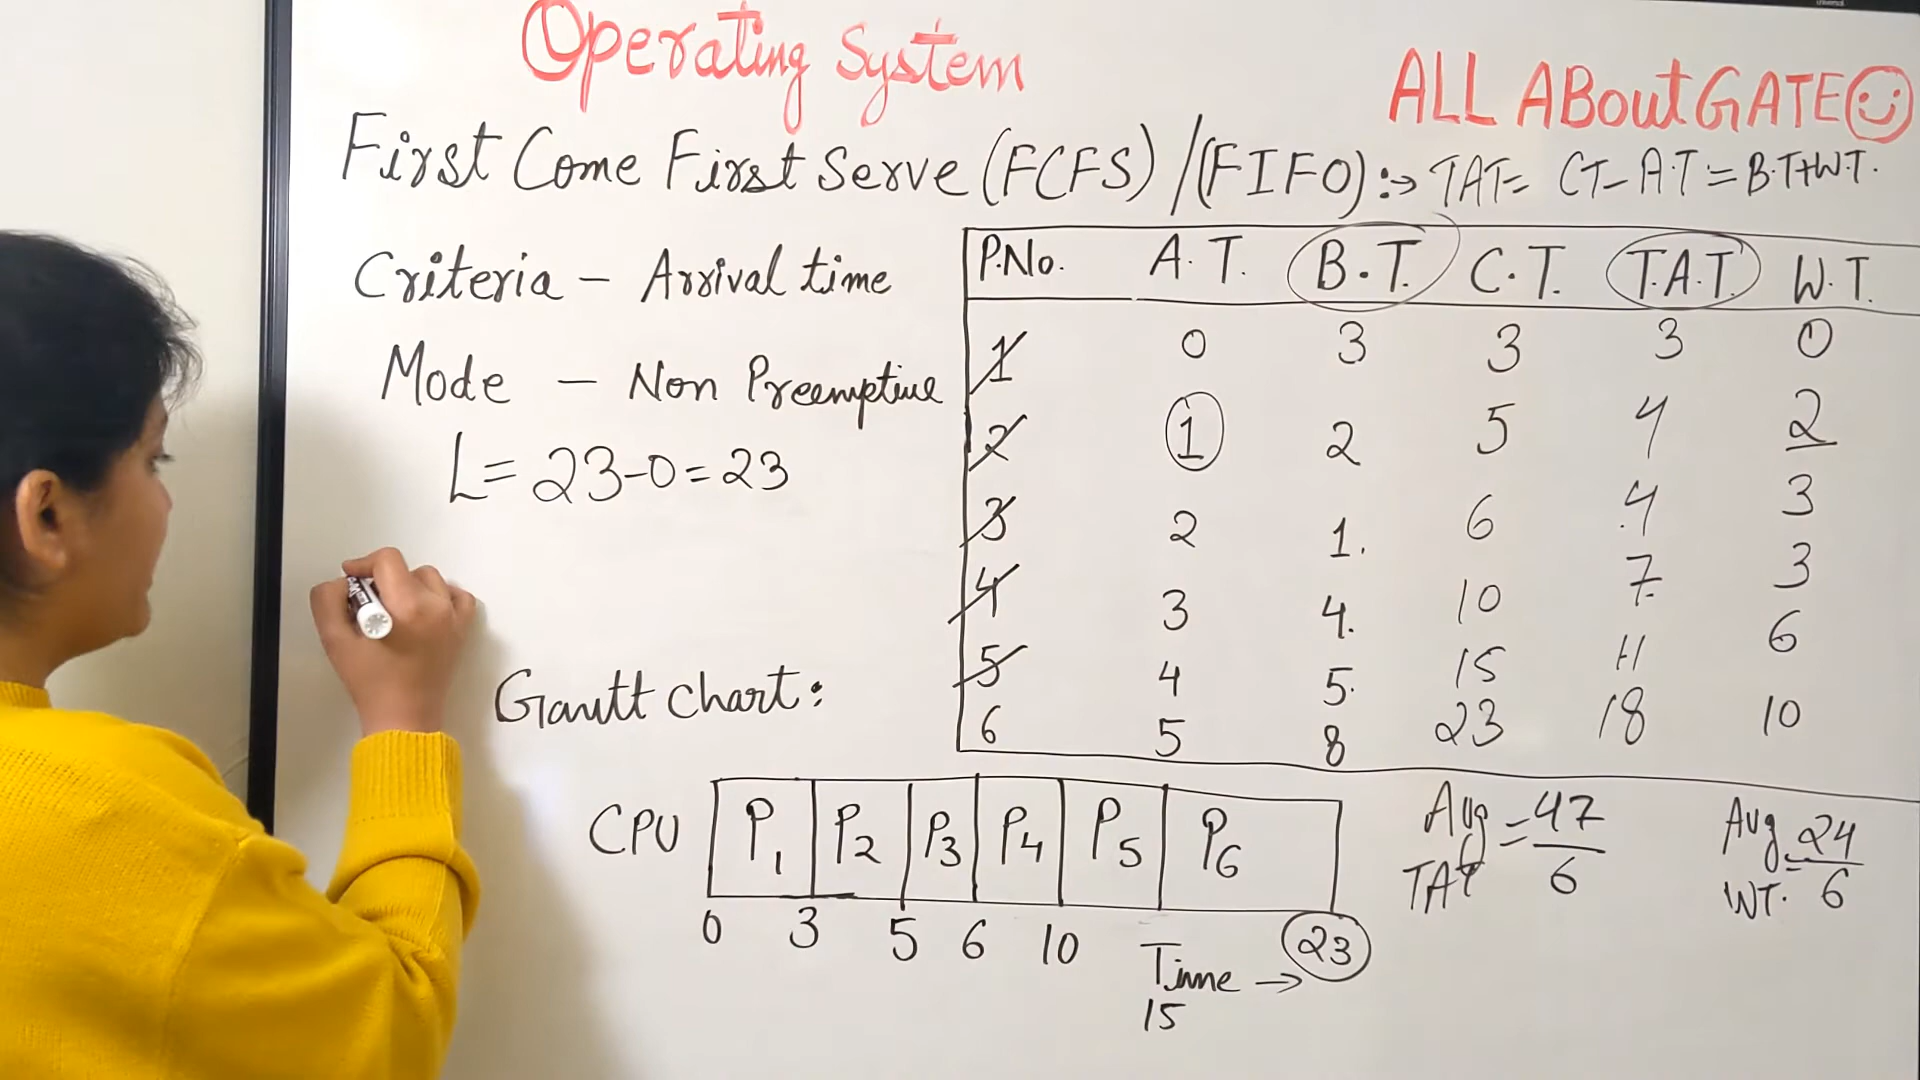 Operating System
ALL ABout GATE
First Come First Serve (FCFS) / (FIFO) :→ TAT = CT - A.T = B.T + W.T.
Criteria - Arrival time
Mode - Non Preemptive
L = 23-0 = 23
P.No. A.T. B.T. C.T. T.A.T. W.T.
1 0 3 3 3 0
2 1 2 5 4 2
3 2 1. 6 4 3
4 3 4. 10 7 3
5 4 5. 15 11 6
6 5 8 23 18 10
Avg TAT = 47/6
Avg WT. = 24/6
Gantt chart:
CPU P1 P2 P3 P4 P5 P6
0 3 5 6 10 15 23
Time →